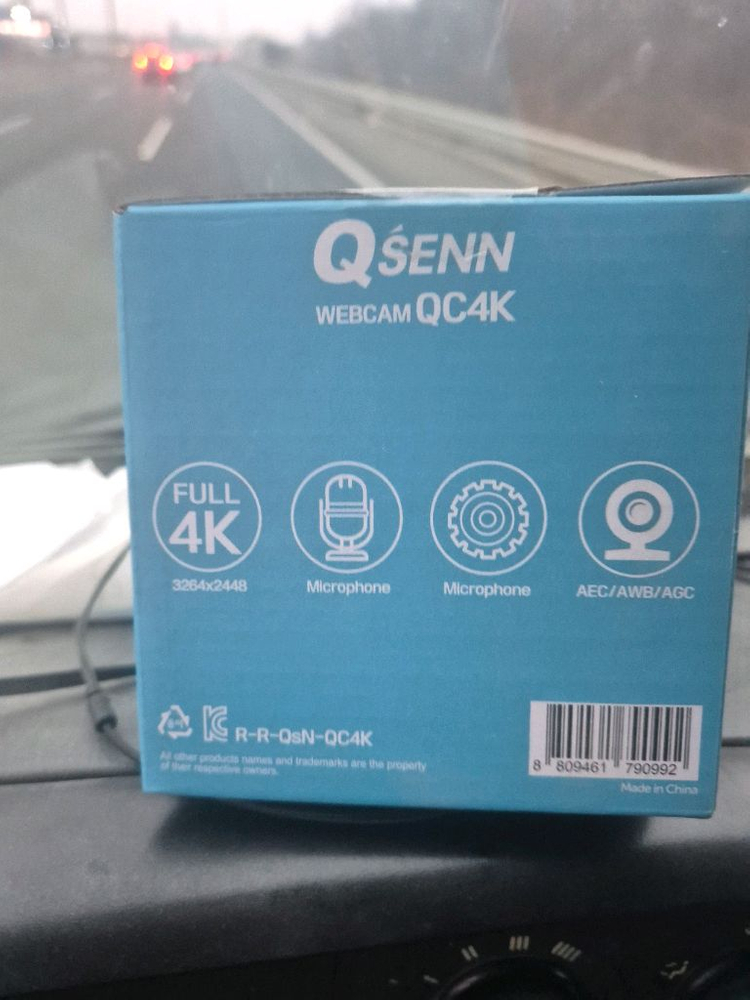 QSENN
WEBCAM QC4K
FULL
4K
3264x2448
Microphone
Microphone
AEC/AWB/AGC
R-R-QsN-QC4K
All other products names and trademarks are the property
of their respective owners.
8 809461 790992
Made in China